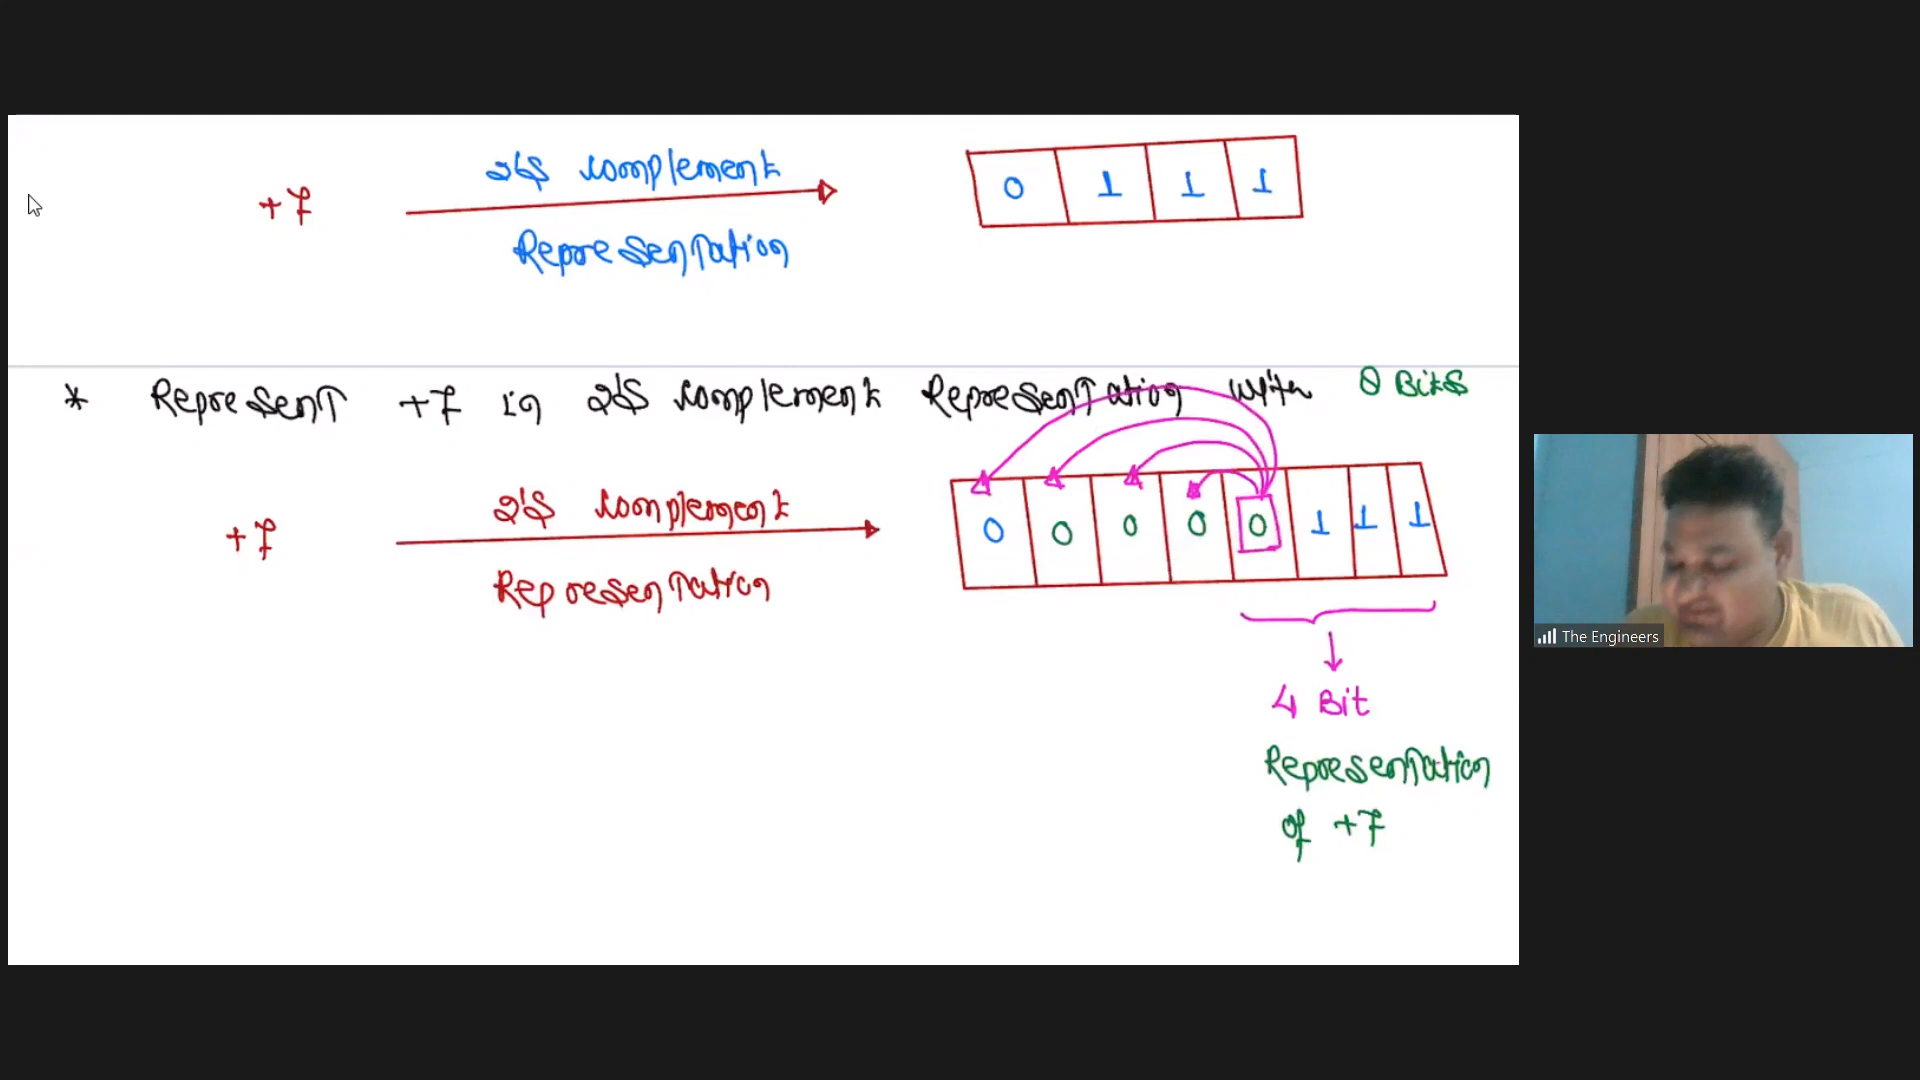 +7 2's complement 0 1 1 1
Representation
* Represent +7 in 2's complement Representation with 8 Bits
+7 2's complement 0 0 0 0 0 1 1 1
Representation
4 Bit
Representation
of +7
The Engineers